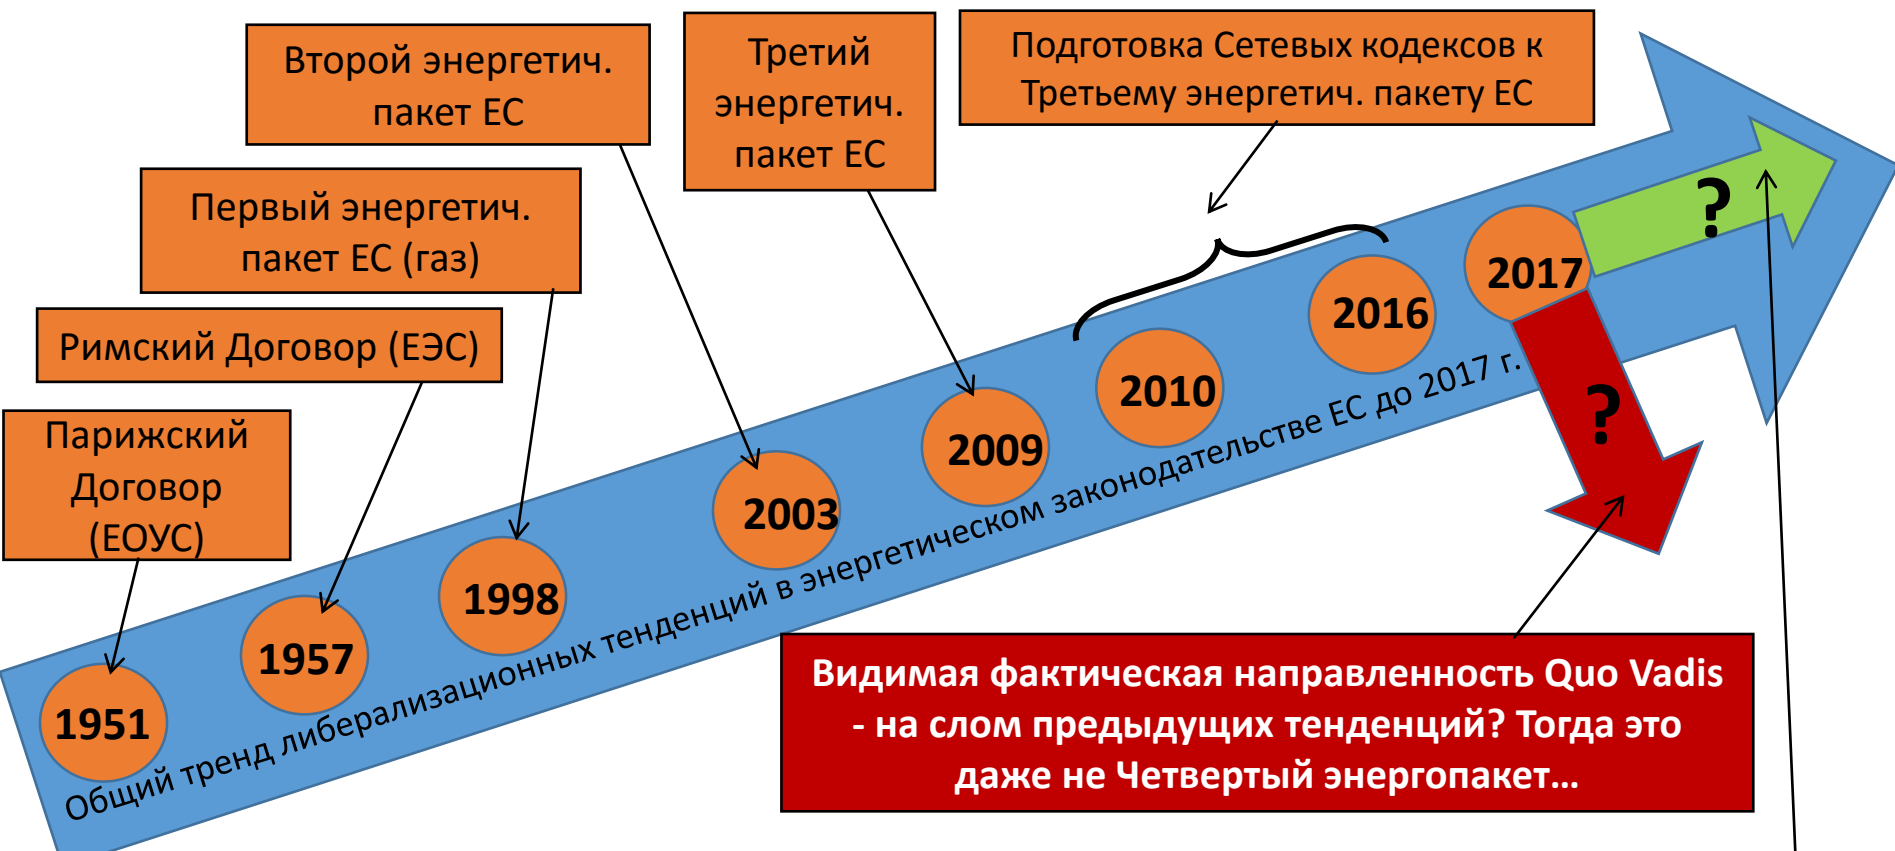 Второй энергетич.
пакет ЕС
Третий
энергетич.
пакет ЕС
Подготовка Сетевых кодексов к
Третьему энергетич. пакету ЕС
Первый энергетич.
пакет ЕС (газ)
Римский Договор (ЕЭС)
Парижский
Договор
(ЕОУС)
1951
1957
1998
2003
2009
2010
2016
2017
?
?
Общий тренд либерализационных тенденций в энергетическом законодательстве ЕС до 2017 г.
Видимая фактическая направленность Quo Vadis
- на слом предыдущих тенденций? Тогда это
даже не Четвертый энергопакет…